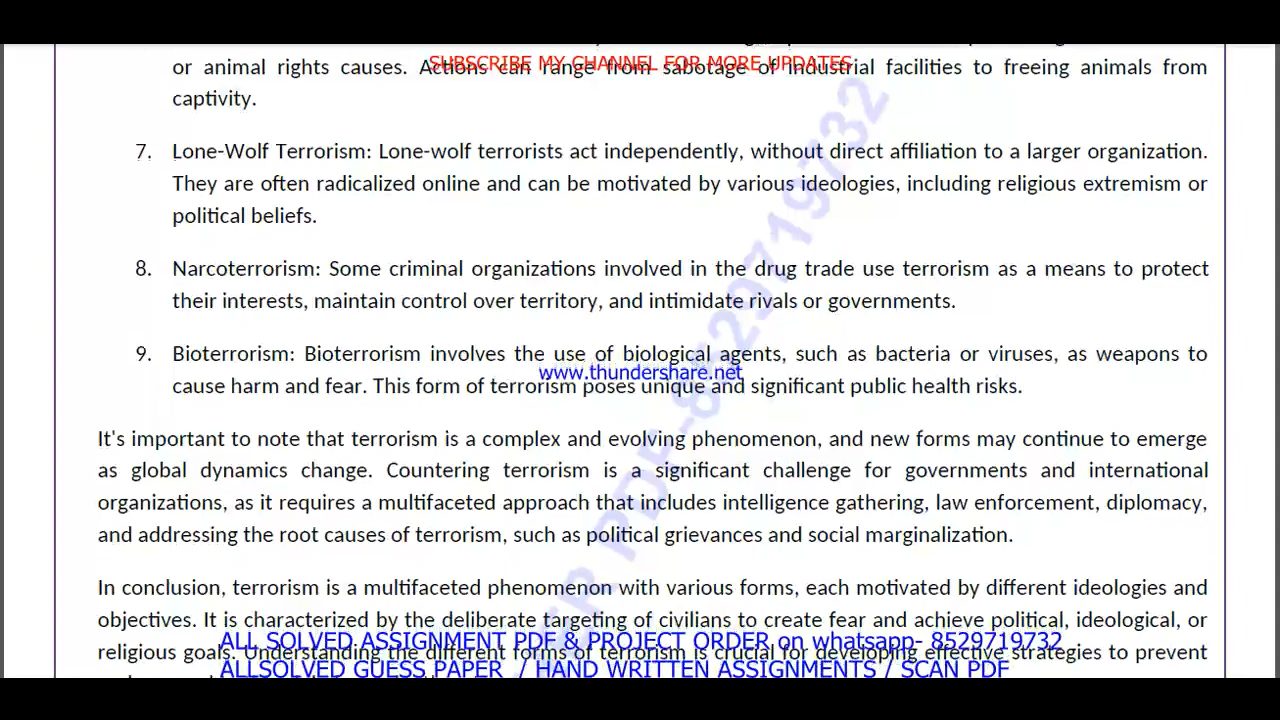 SUBSCRIBE MY CHANNEL FOR MORE UPDATES
or animal rights causes. Actions can range from sabotage of industrial facilities to freeing animals from
captivity.
7. Lone-Wolf Terrorism: Lone-wolf terrorists act independently, without direct affiliation to a larger organization.
They are often radicalized online and can be motivated by various ideologies, including religious extremism or
political beliefs.
8. Narcoterrorism: Some criminal organizations involved in the drug trade use terrorism as a means to protect
their interests, maintain control over territory, and intimidate rivals or governments.
9. Bioterrorism: Bioterrorism involves the use of biological agents, such as bacteria or viruses, as weapons to
www.thundershare.net
cause harm and fear. This form of terrorism poses unique and significant public health risks.
It's important to note that terrorism is a complex and evolving phenomenon, and new forms may continue to emerge
as global dynamics change. Countering terrorism is a significant challenge for governments and international
organizations, as it requires a multifaceted approach that includes intelligence gathering, law enforcement, diplomacy,
and addressing the root causes of terrorism, such as political grievances and social marginalization.
In conclusion, terrorism is a multifaceted phenomenon with various forms, each motivated by different ideologies and
objectives. It is characterized by the deliberate targeting of civilians to create fear and achieve political, ideological, or
ALL SOLVED ASSIGNMENT PDF & PROJECT ORDER on whatsapp- 8529719732
religious goals. Understanding the different forms of terrorism is crucial for developing effective strategies to prevent
ALLSOLVED GUESS PAPER / HAND WRITTEN ASSIGNMENTS / SCAN PDF
PDF-8529719732